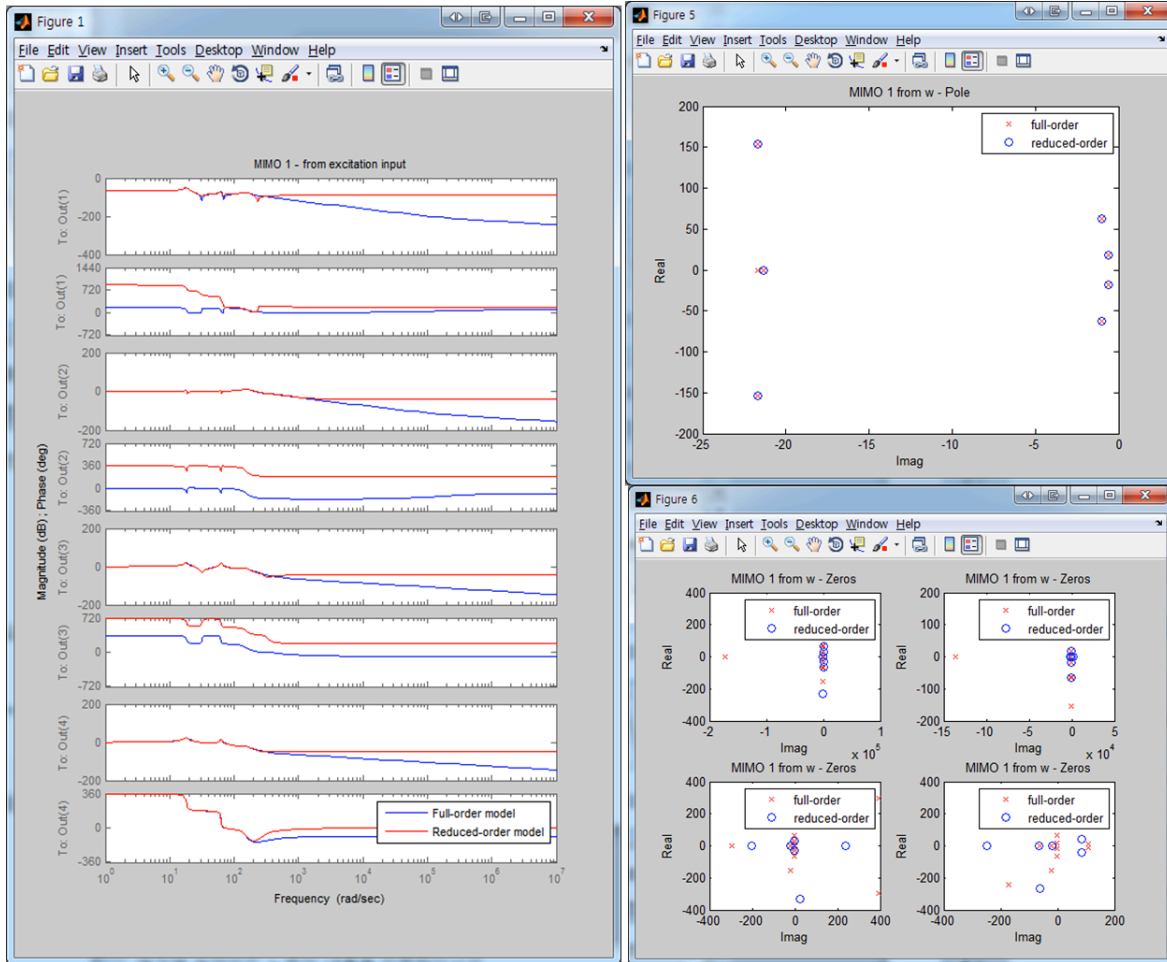 Figure 1
File Edit View Insert Tools Desktop Window Help
MIMO 1 - from excitation input
Magnitude (dB) ; Phase (deg)
To: Out(1)
0
-200
-400
To: Out(1)
1440
0
-720
To: Out(2)
200
0
-200
To: Out(2)
720
360
0
-360
To: Out(3)
200
0
-200
To: Out(3)
720
0
-720
To: Out(4)
200
0
-200
To: Out(4)
360
0
-360
Full-order model
Reduced-order model
10^0 10^1 10^2 10^3 10^4 10^5 10^6 10^7
Frequency (rad/sec)
Figure 5
File Edit View Insert Tools Desktop Window Help
MIMO 1 from w - Pole
full-order
reduced-order
Real
200
150
100
50
0
-50
-100
-150
-200
-25 -20 -15 -10 -5 0
Imag
Figure 6
File Edit View Insert Tools Desktop Window Help
MIMO 1 from w - Zeros
full-order
reduced-order
Real
400
200
0
-200
-400
-2 -1 0 1
Imag
x 10^5
MIMO 1 from w - Zeros
full-order
reduced-order
Real
200
100
0
-100
-200
-15 -10 -5 0 5
Imag
x 10^4
MIMO 1 from w - Zeros
full-order
reduced-order
Real
400
200
0
-200
-400
-400 -200 0 200 400
Imag
MIMO 1 from w - Zeros
full-order
reduced-order
Real
400
200
0
-200
-400
-400 -200 0 200
Imag